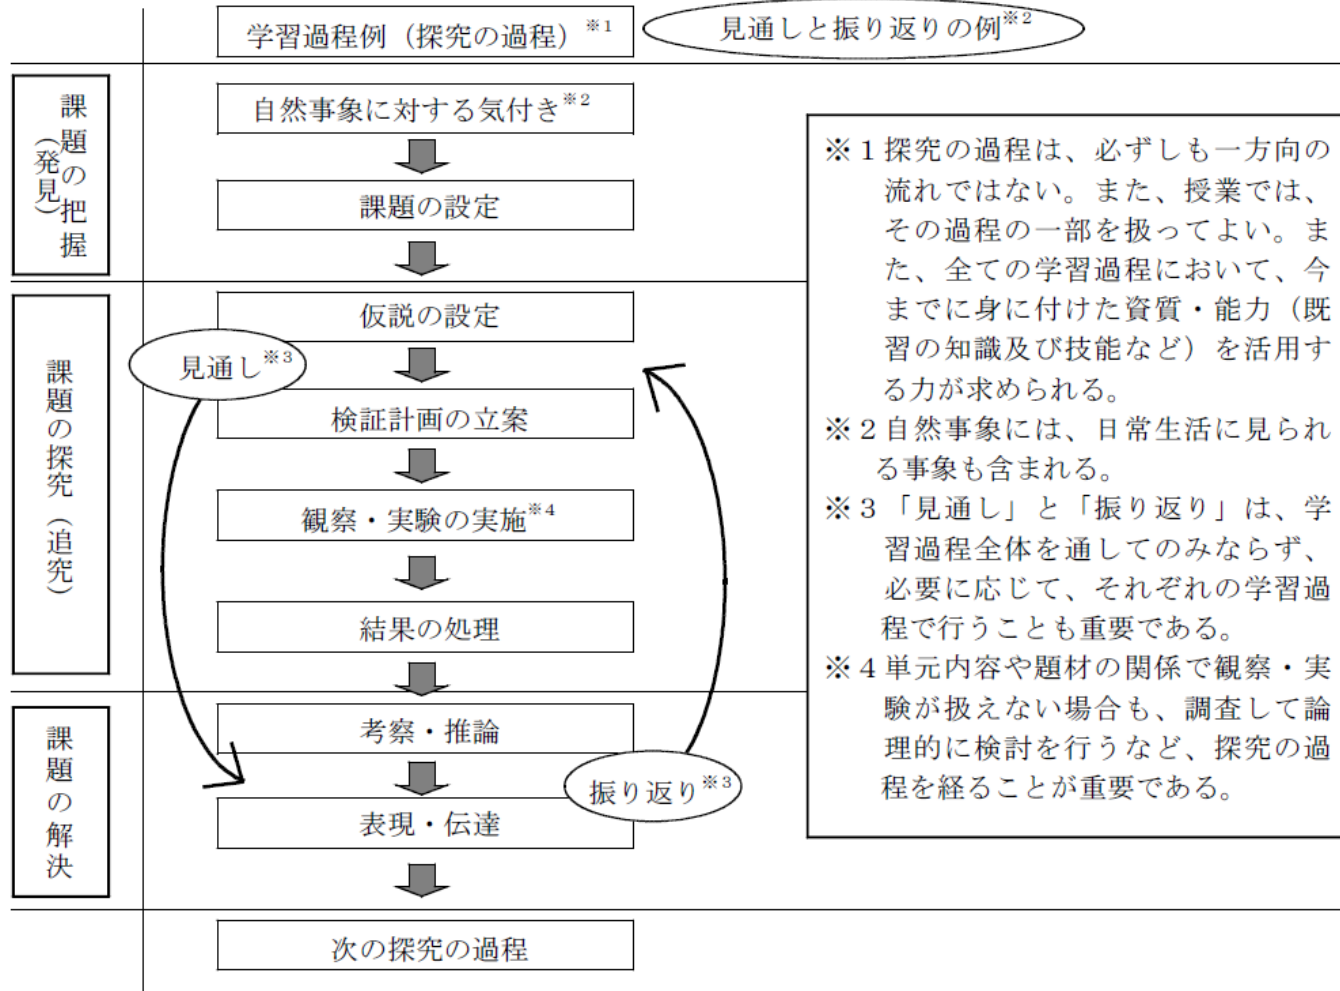 学習過程例（探究の過程）※1
見通しと振り返りの例※2
課題の把握
（発見）
自然事象に対する気付き※2
課題の設定
課題の探究（追究）
仮説の設定
見通し※3
検証計画の立案
観察・実験の実施※4
結果の処理
課題の解決
考察・推論
振り返り※3
表現・伝達
次の探究の過程
※1探究の過程は、必ずしも一方向の
流れではない。また、授業では、
その過程の一部を扱ってよい。ま
た、全ての学習過程において、今
までに身に付けた資質・能力（既
習の知識及び技能など）を活用す
る力が求められる。
※2自然事象には、日常生活に見られ
る事象も含まれる。
※3「見通し」と「振り返り」は、学
習過程全体を通してのみならず、
必要に応じて、それぞれの学習過
程で行うことも重要である。
※4単元内容や題材の関係で観察・実
験が扱えない場合も、調査して論
理的に検討を行うなど、探究の過
程を経ることが重要である。